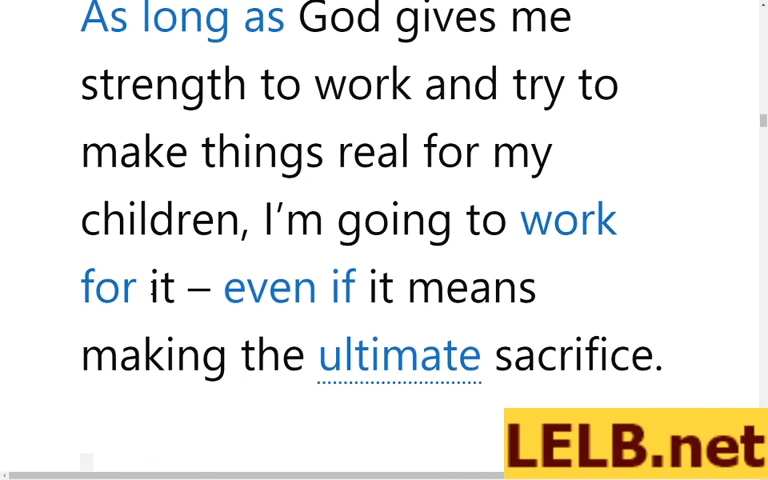 As long as God gives me
strength to work and try to
make things real for my
children, I’m going to work
for it – even if it means
making the ultimate sacrifice.
LELB.net